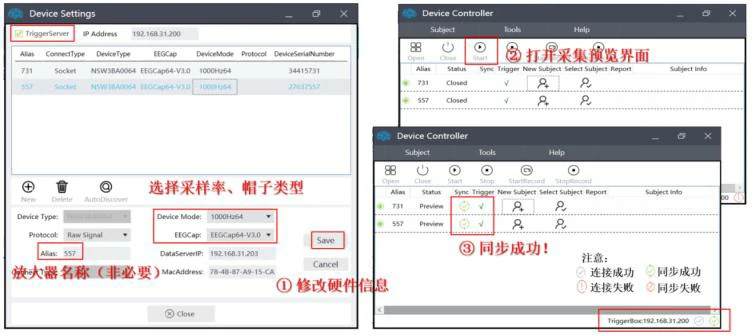 Device Settings
TriggerServer IP Address 192.168.31.200
Alias ConnectType DeviceType EEGCap DeviceMode Protocol DeviceSerialNumber
731 Socket NSW3BA0064 EEGCap64-V3.0 1000Hz64 34415731
557 Socket NSW3BA0064 EEGCap64-V3.0 1000Hz64 27637557
New Delete AutoDiscover
选择采样率、帽子类型
Device Type: Device Mode: 1000Hz64
Protocol: Raw Signal EEGCap: EEGCap64-V3.0
Save
Alias: 557 DataServerIP: 192.168.31.203
放大器名称（非必要）
MacAddress: 78-4B-87-A9-15-CA
Cancel
① 修改硬件信息
Close
Device Controller
Subject Tools Help
Open Close Start
② 打开采集预览界面
Alias Status Sync Trigger New Subject Select Subject Report Subject Info
731 Closed √
557 Closed √
Device Controller
Subject Tools Help
Open Close Start Stop StartRecord StopRecord
Alias Status Sync Trigger New Subject Select Subject Report Subject Info
731 Preview √
557 Preview √
③ 同步成功！
注意:
连接成功 同步成功
连接失败 同步失败
TriggerBox:192.168.31.200